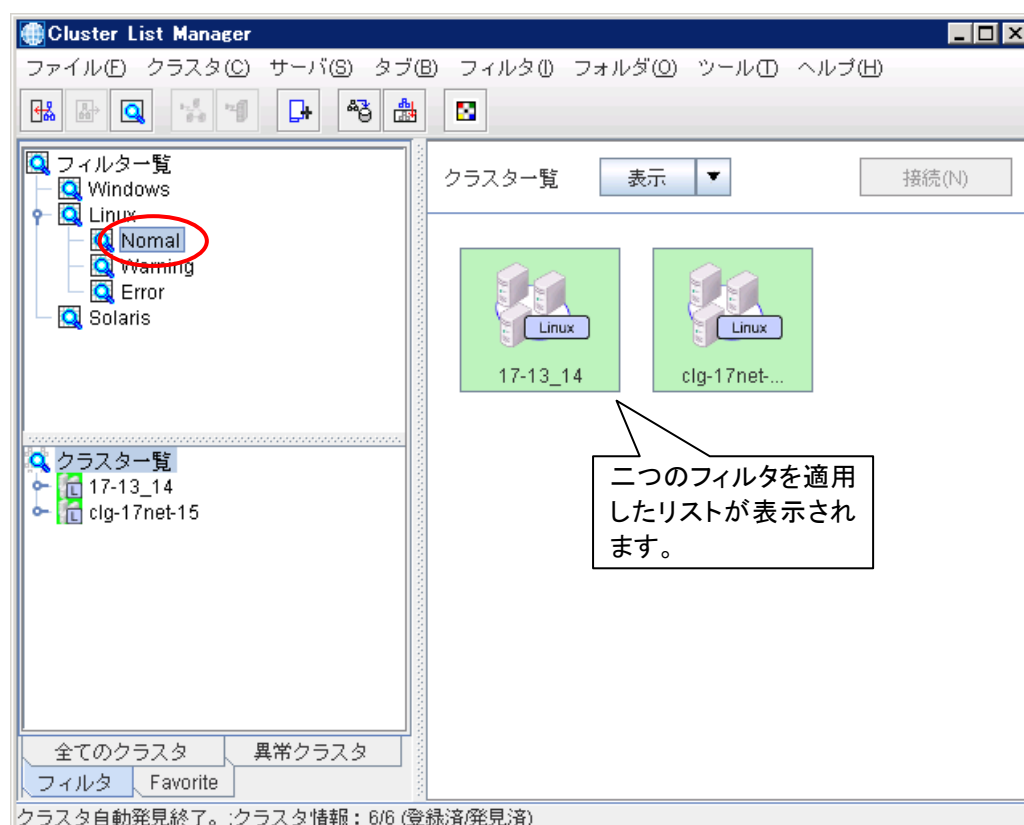 Cluster List Manager
ファイル(F) クラスタ(C) サーバ(S) タブ(B) フィルタ(I) フォルダ(O) ツール(T) ヘルプ(H)
フィルター覧
Windows
Linux
Nomal
Warning
Error
Solaris
クラスター覧 表示 接続(N)
Linux Linux
17-13_14 clg-17net-...
二つのフィルタを適用
したリストが表示され
ます。
クラスター覧
17-13_14
L
clg-17net-15
L
全てのクラスタ 異常クラスタ
フィルタ Favorite
クラスタ自動発見終了。:クラスタ情報：6/6 (登録済/発見済)